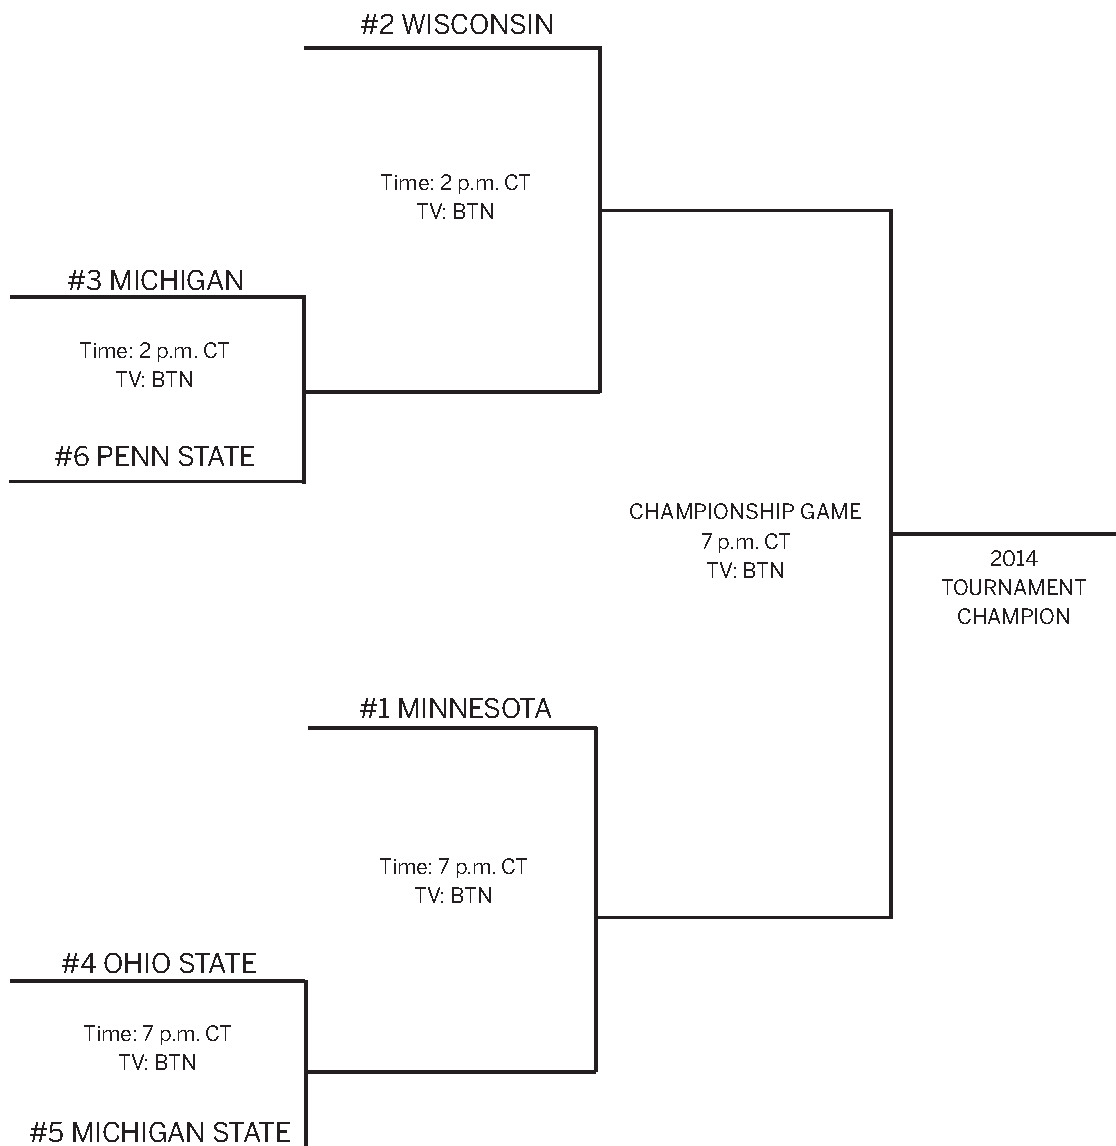 #2 WISCONSIN
Time: 2 p.m. CT
TV: BTN
#3 MICHIGAN
Time: 2 p.m. CT
TV: BTN
#6 PENN STATE
CHAMPIONSHIP GAME
7 p.m. CT
TV: BTN
2014
TOURNAMENT
CHAMPION
#1 MINNESOTA
Time: 7 p.m. CT
TV: BTN
#4 OHIO STATE
Time: 7 p.m. CT
TV: BTN
#5 MICHIGAN STATE